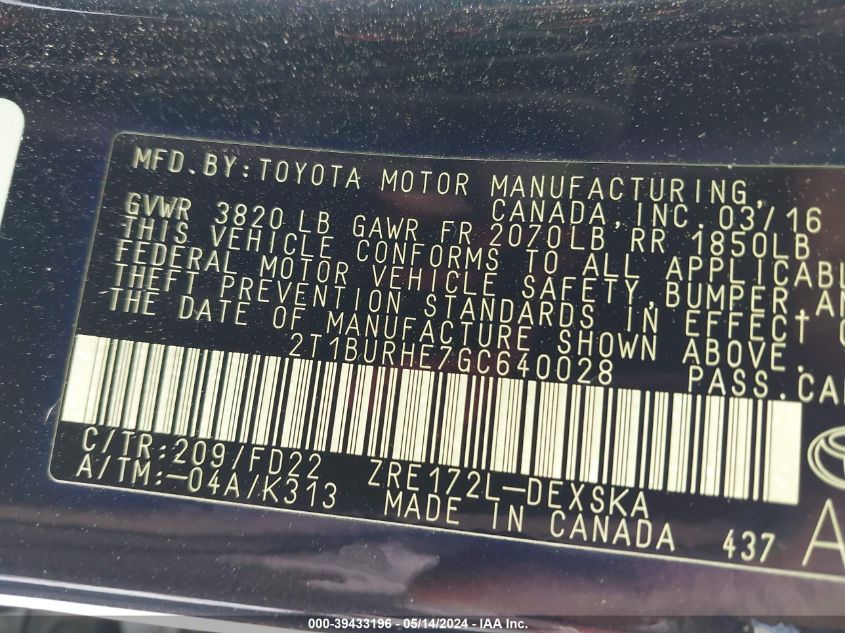 MFD.BY:TOYOTA MOTOR MANUFACTURING,
CANADA,INC.03/16
GVWR 3820 LB GAWR FR 2070LB RR 1850LB
THIS VEHICLE CONFORMS TO ALL APPLICABL
FEDERAL MOTOR VEHICLE SAFETY,BUMPER AN
THEFT PREVENTION STANDARDS IN EFFECT O
THE DATE OF MANUFACTURE SHOWN ABOVE.
2T1BURHE7GC640028 PASS.CAR
C/TR:209/FD22 ZRE172L-DEXSKA
A/TM:-04A/K313 MADE IN CANADA 437
A
000-39433196 - 05/14/2024 - IAA Inc.